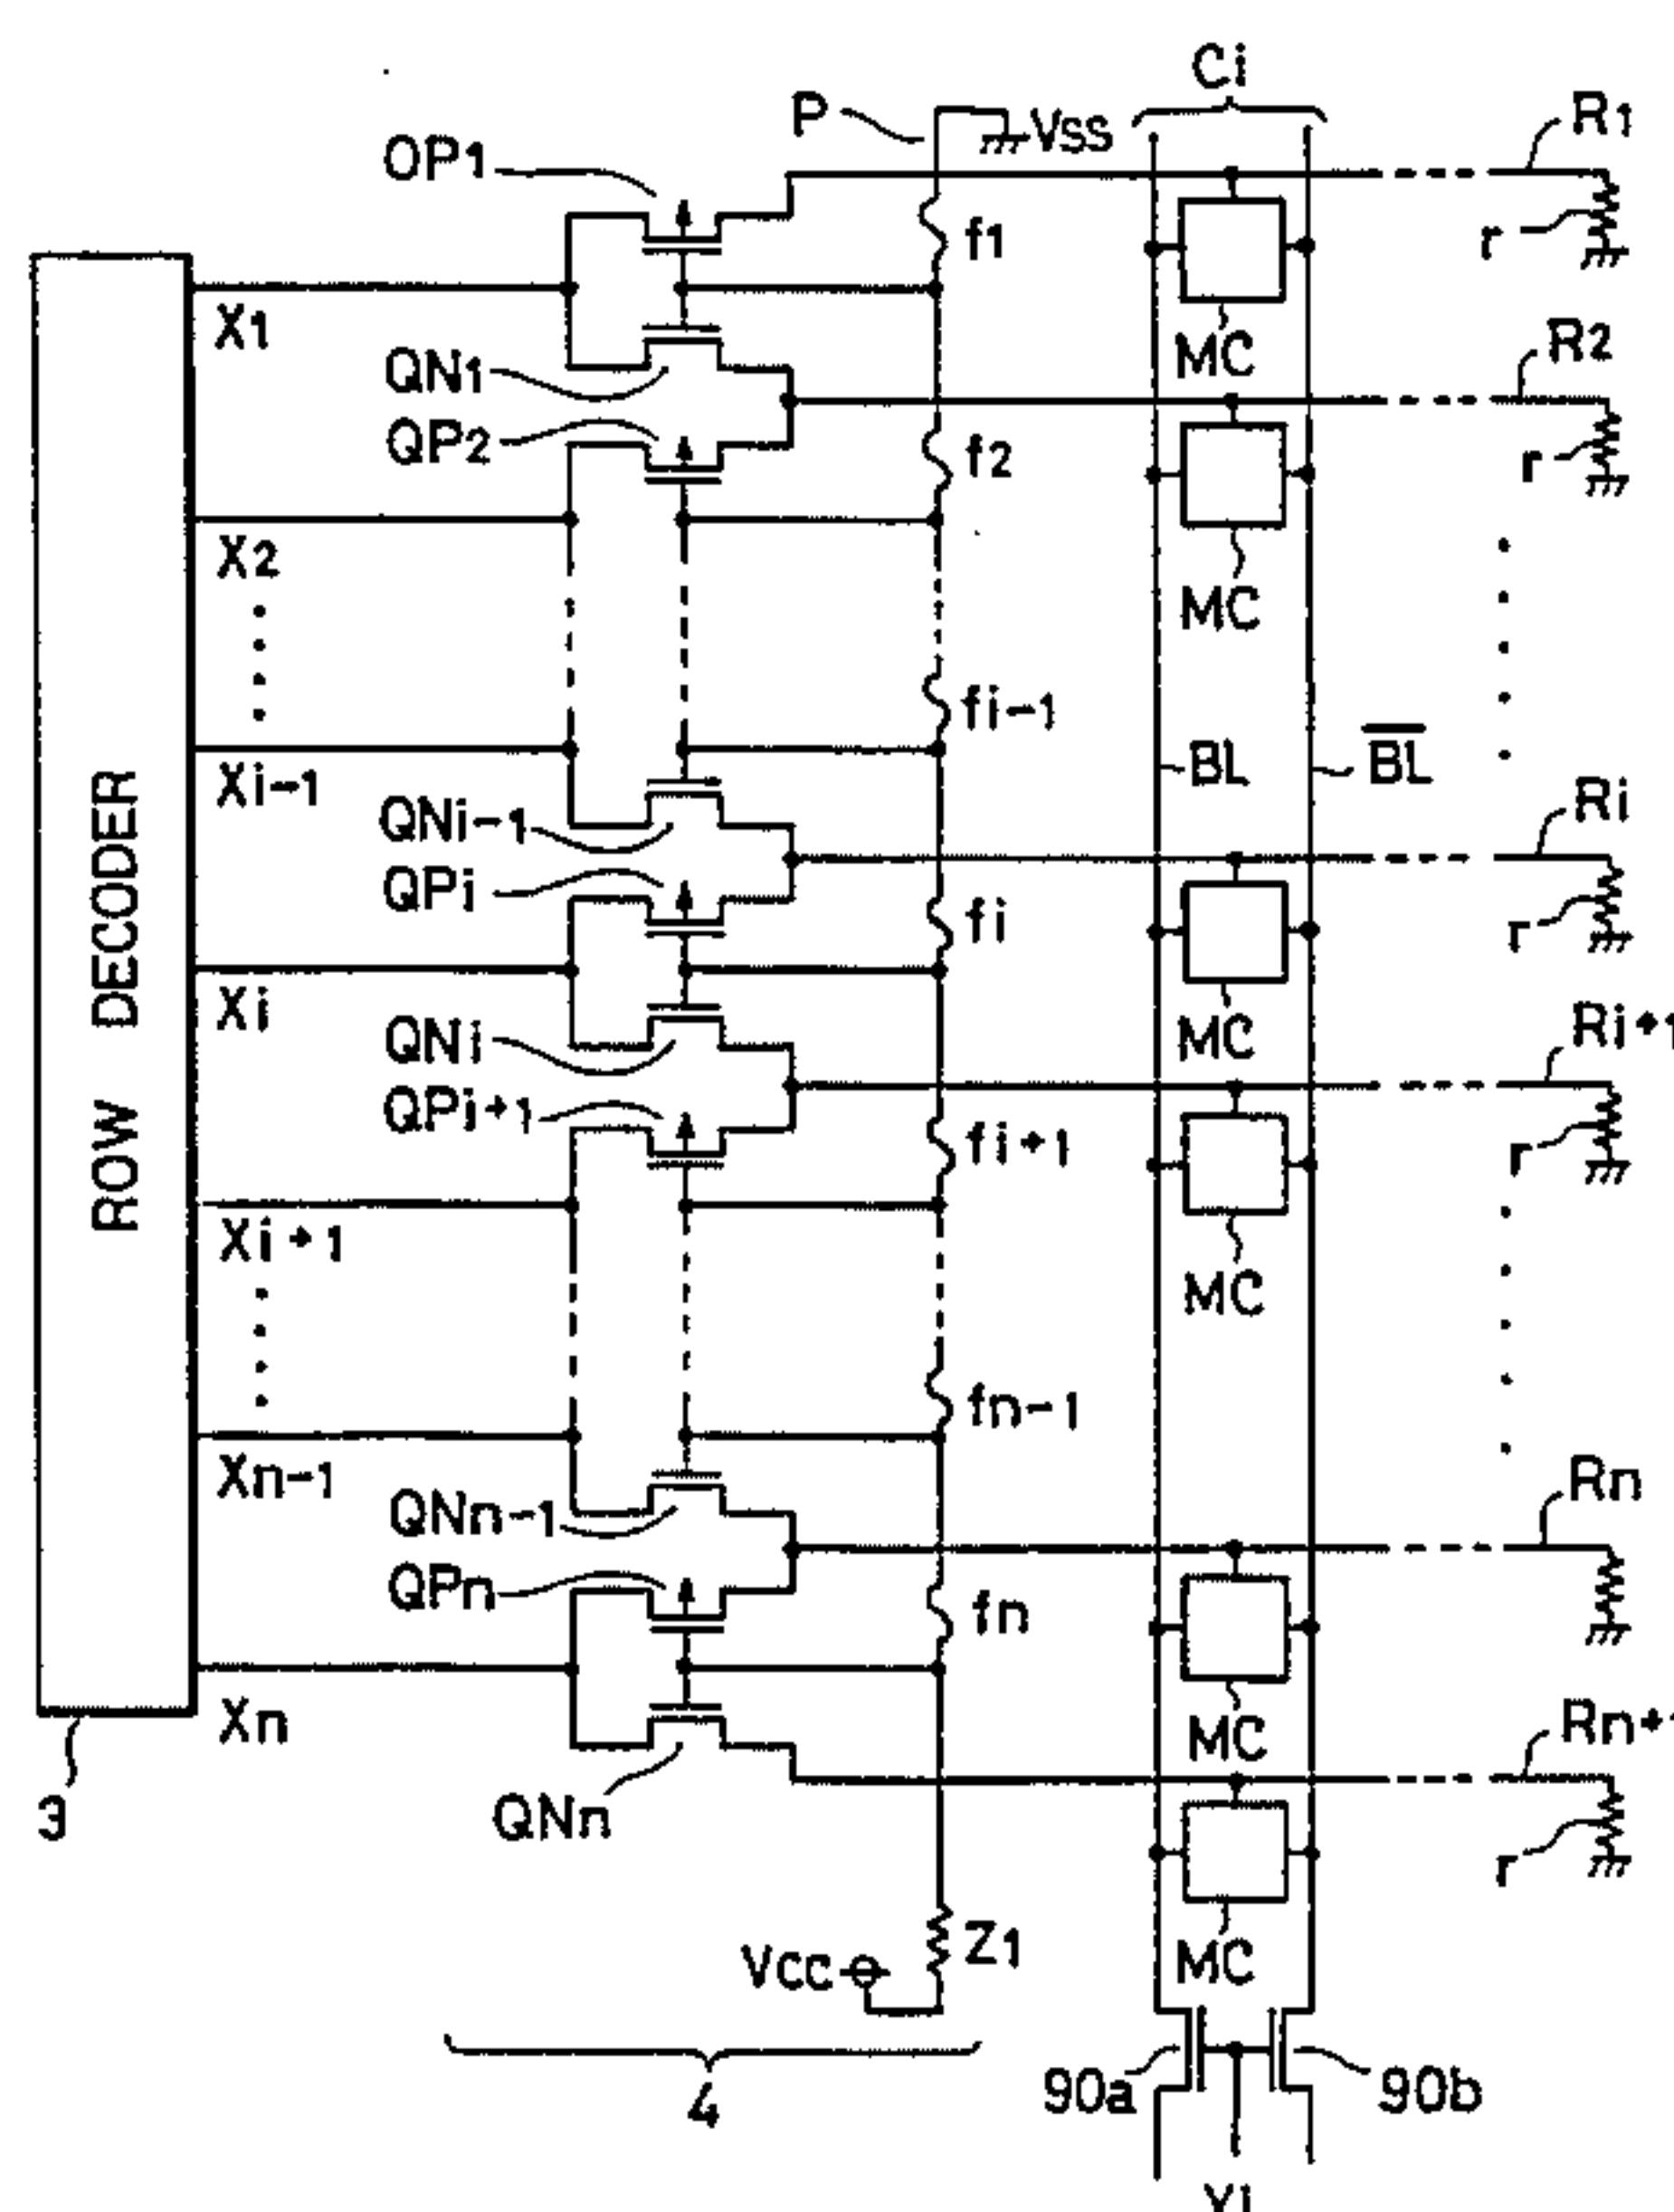 Ci
P
VSS
R1
OP1
f1
r
X1
MC
R2
QN1
QP2
f2
r
X2
MC
fi-1
Xi-1
BL
BL
Ri
QNi-1
QPi
fi
r
ROW DECODER
Xi
MC
Ri+1
QNi
QPi+1
fi+1
r
Xi+1
MC
fn-1
Xn-1
Rn
QNn-1
QPn
fn
Xn
MC
3
QNn
r
Z1
VCC
MC
90a
90b
4